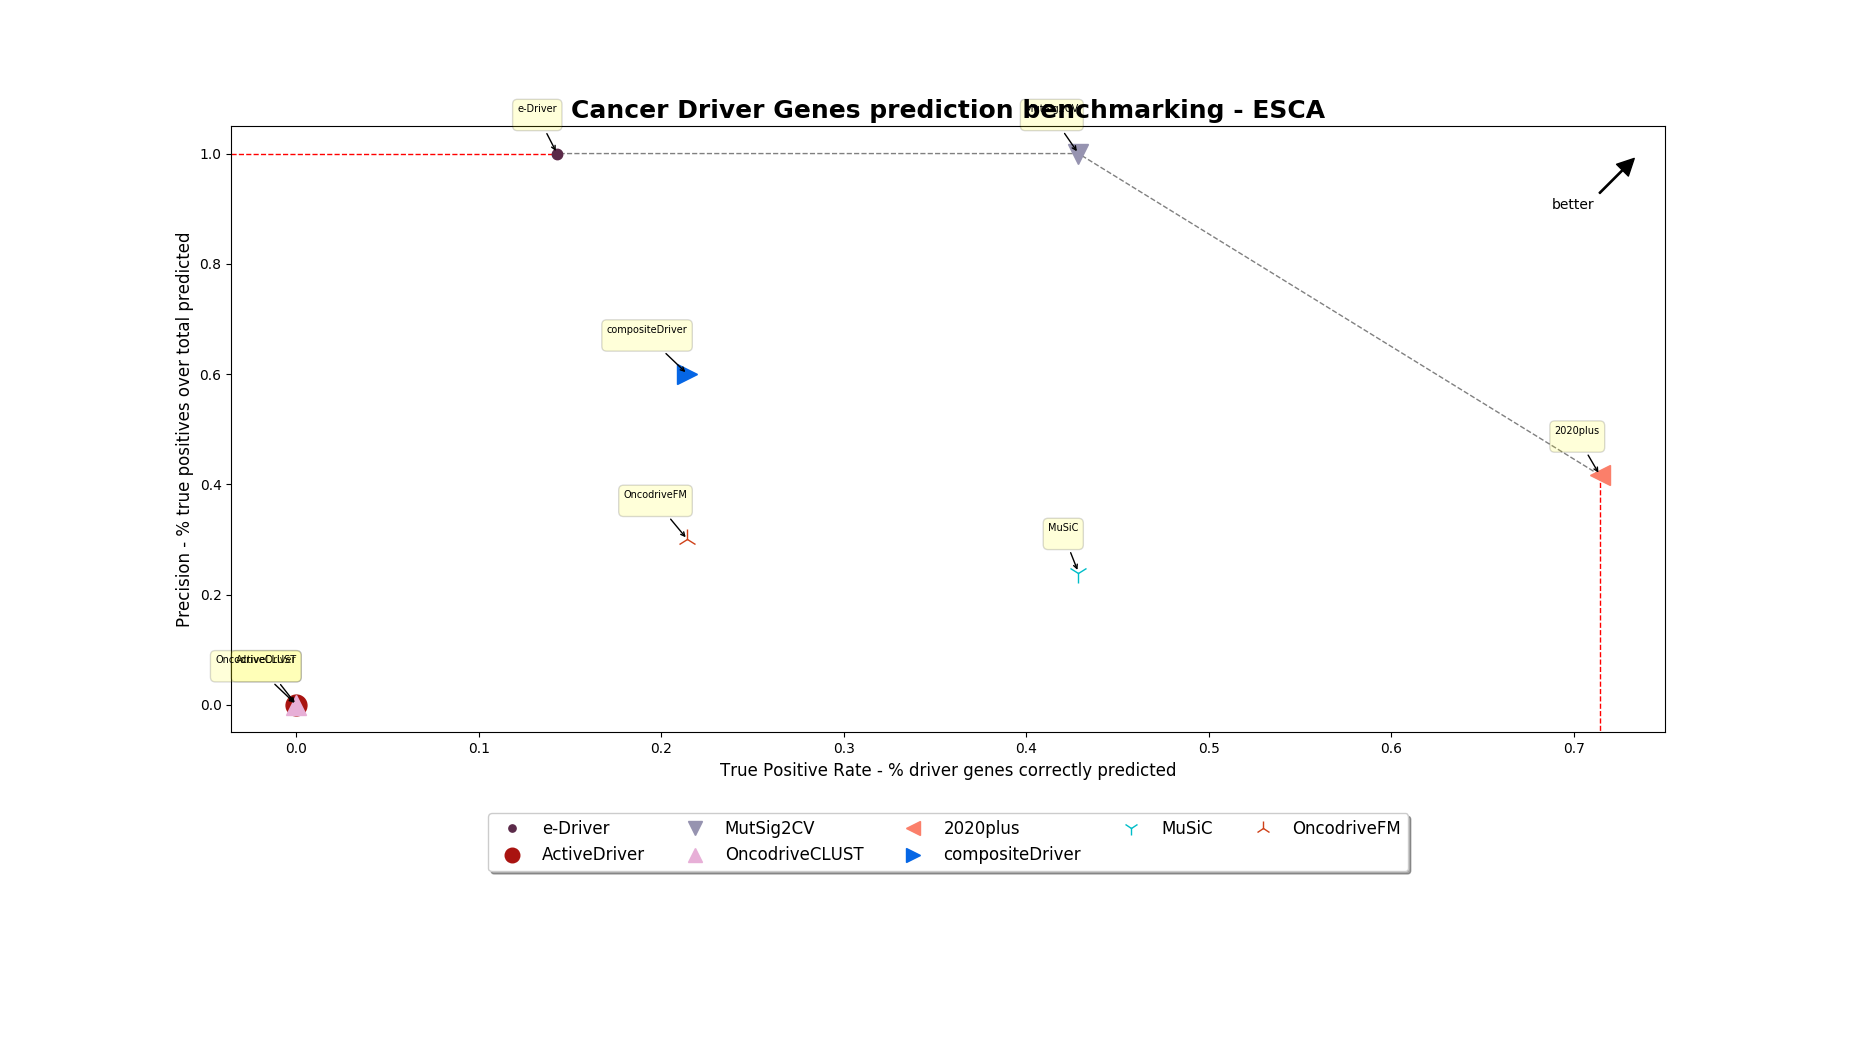 Cancer Driver Genes prediction benchmarking - ESCA
e-Driver
1.0
better
Precision - % true positives over total predicted
0.8
compositeDriver
0.6
2020plus
0.4
OncodriveFM
MuSiC
0.2
0.0
0.0 0.1 0.2 0.3 0.4 0.5 0.6 0.7
True Positive Rate - % driver genes correctly predicted
e-Driver MutSig2CV 2020plus MuSiC OncodriveFM
ActiveDriver OncodriveCLUST compositeDriver